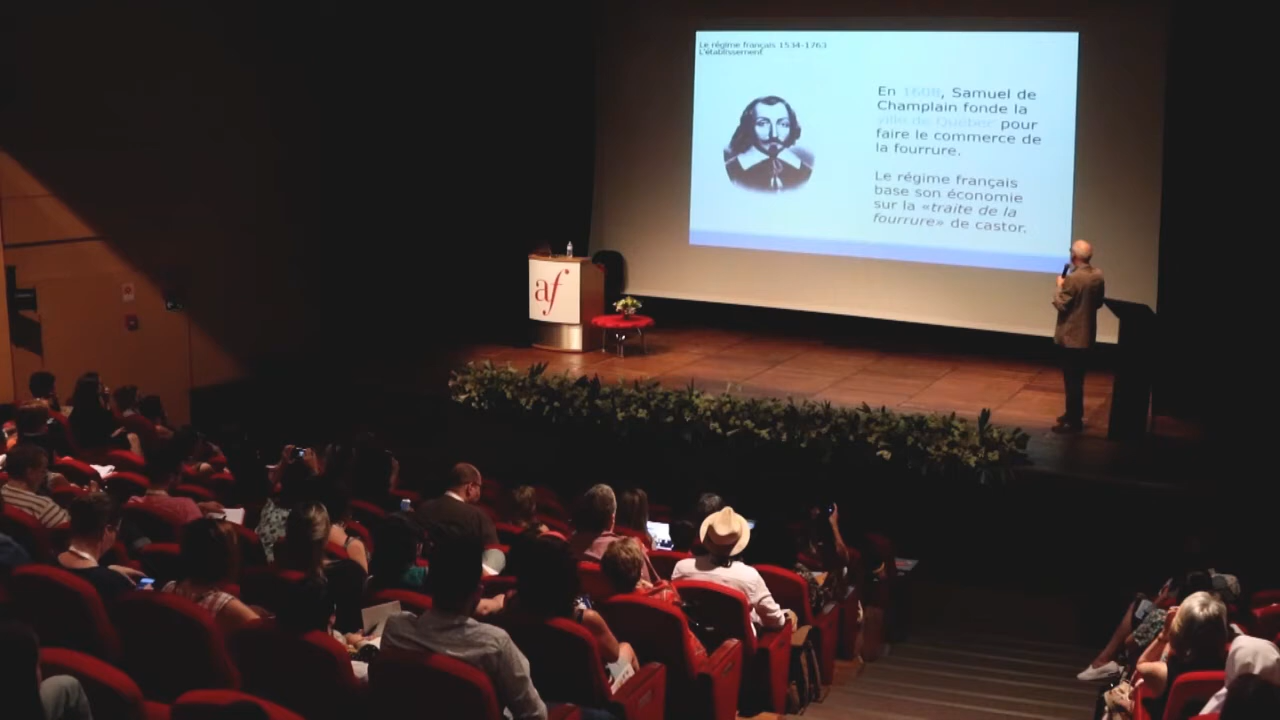 Le régime français 1534-1763
L'établissement
En 1608, Samuel de
Champlain fonde la
ville de Québec pour
faire le commerce de
la fourrure.
Le régime français
base son économie
sur la «traite de la
fourrure» de castor.
af